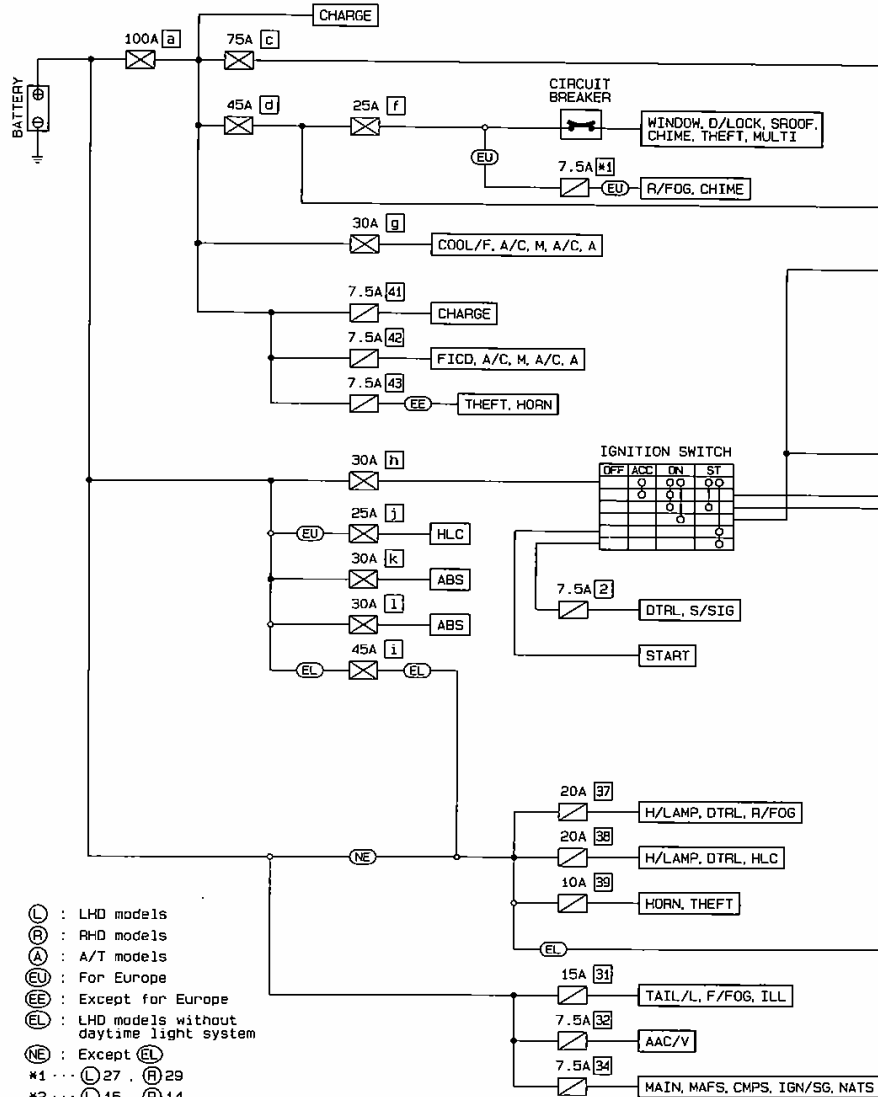 CHARGE
100A a
75A c
BATTERY
45A d
25A f
CIRCUIT
BREAKER
WINDOW, D/LOCK, SROOF,
CHIME, THEFT, MULTI
EU
7.5A *1
EU
R/FOG, CHIME
30A g
COOL/F, A/C, M, A/C, A
7.5A 41
CHARGE
7.5A 42
FICD, A/C, M, A/C, A
7.5A 43
EE
THEFT, HORN
IGNITION SWITCH
OFF ACC ON ST
30A h
25A j
EU
HLC
30A k
ABS
30A l
ABS
7.5A 2
DTRL, S/SIG
45A i
EL
EL
START
20A 37
H/LAMP, DTRL, R/FOG
20A 38
NE
H/LAMP, DTRL, HLC
10A 39
HORN, THEFT
EL
15A 31
TAIL/L, F/FOG, ILL
7.5A 32
AAC/V
7.5A 34
MAIN, MAFS, CMPS, IGN/SG, NATS
L : LHD models
R : RHD models
A : A/T models
EU : For Europe
EE : Except for Europe
EL : LHD models without
daytime light system
NE : Except EL
*1 ··· L 27 , R 29
*2 ··· L 15 , R 14